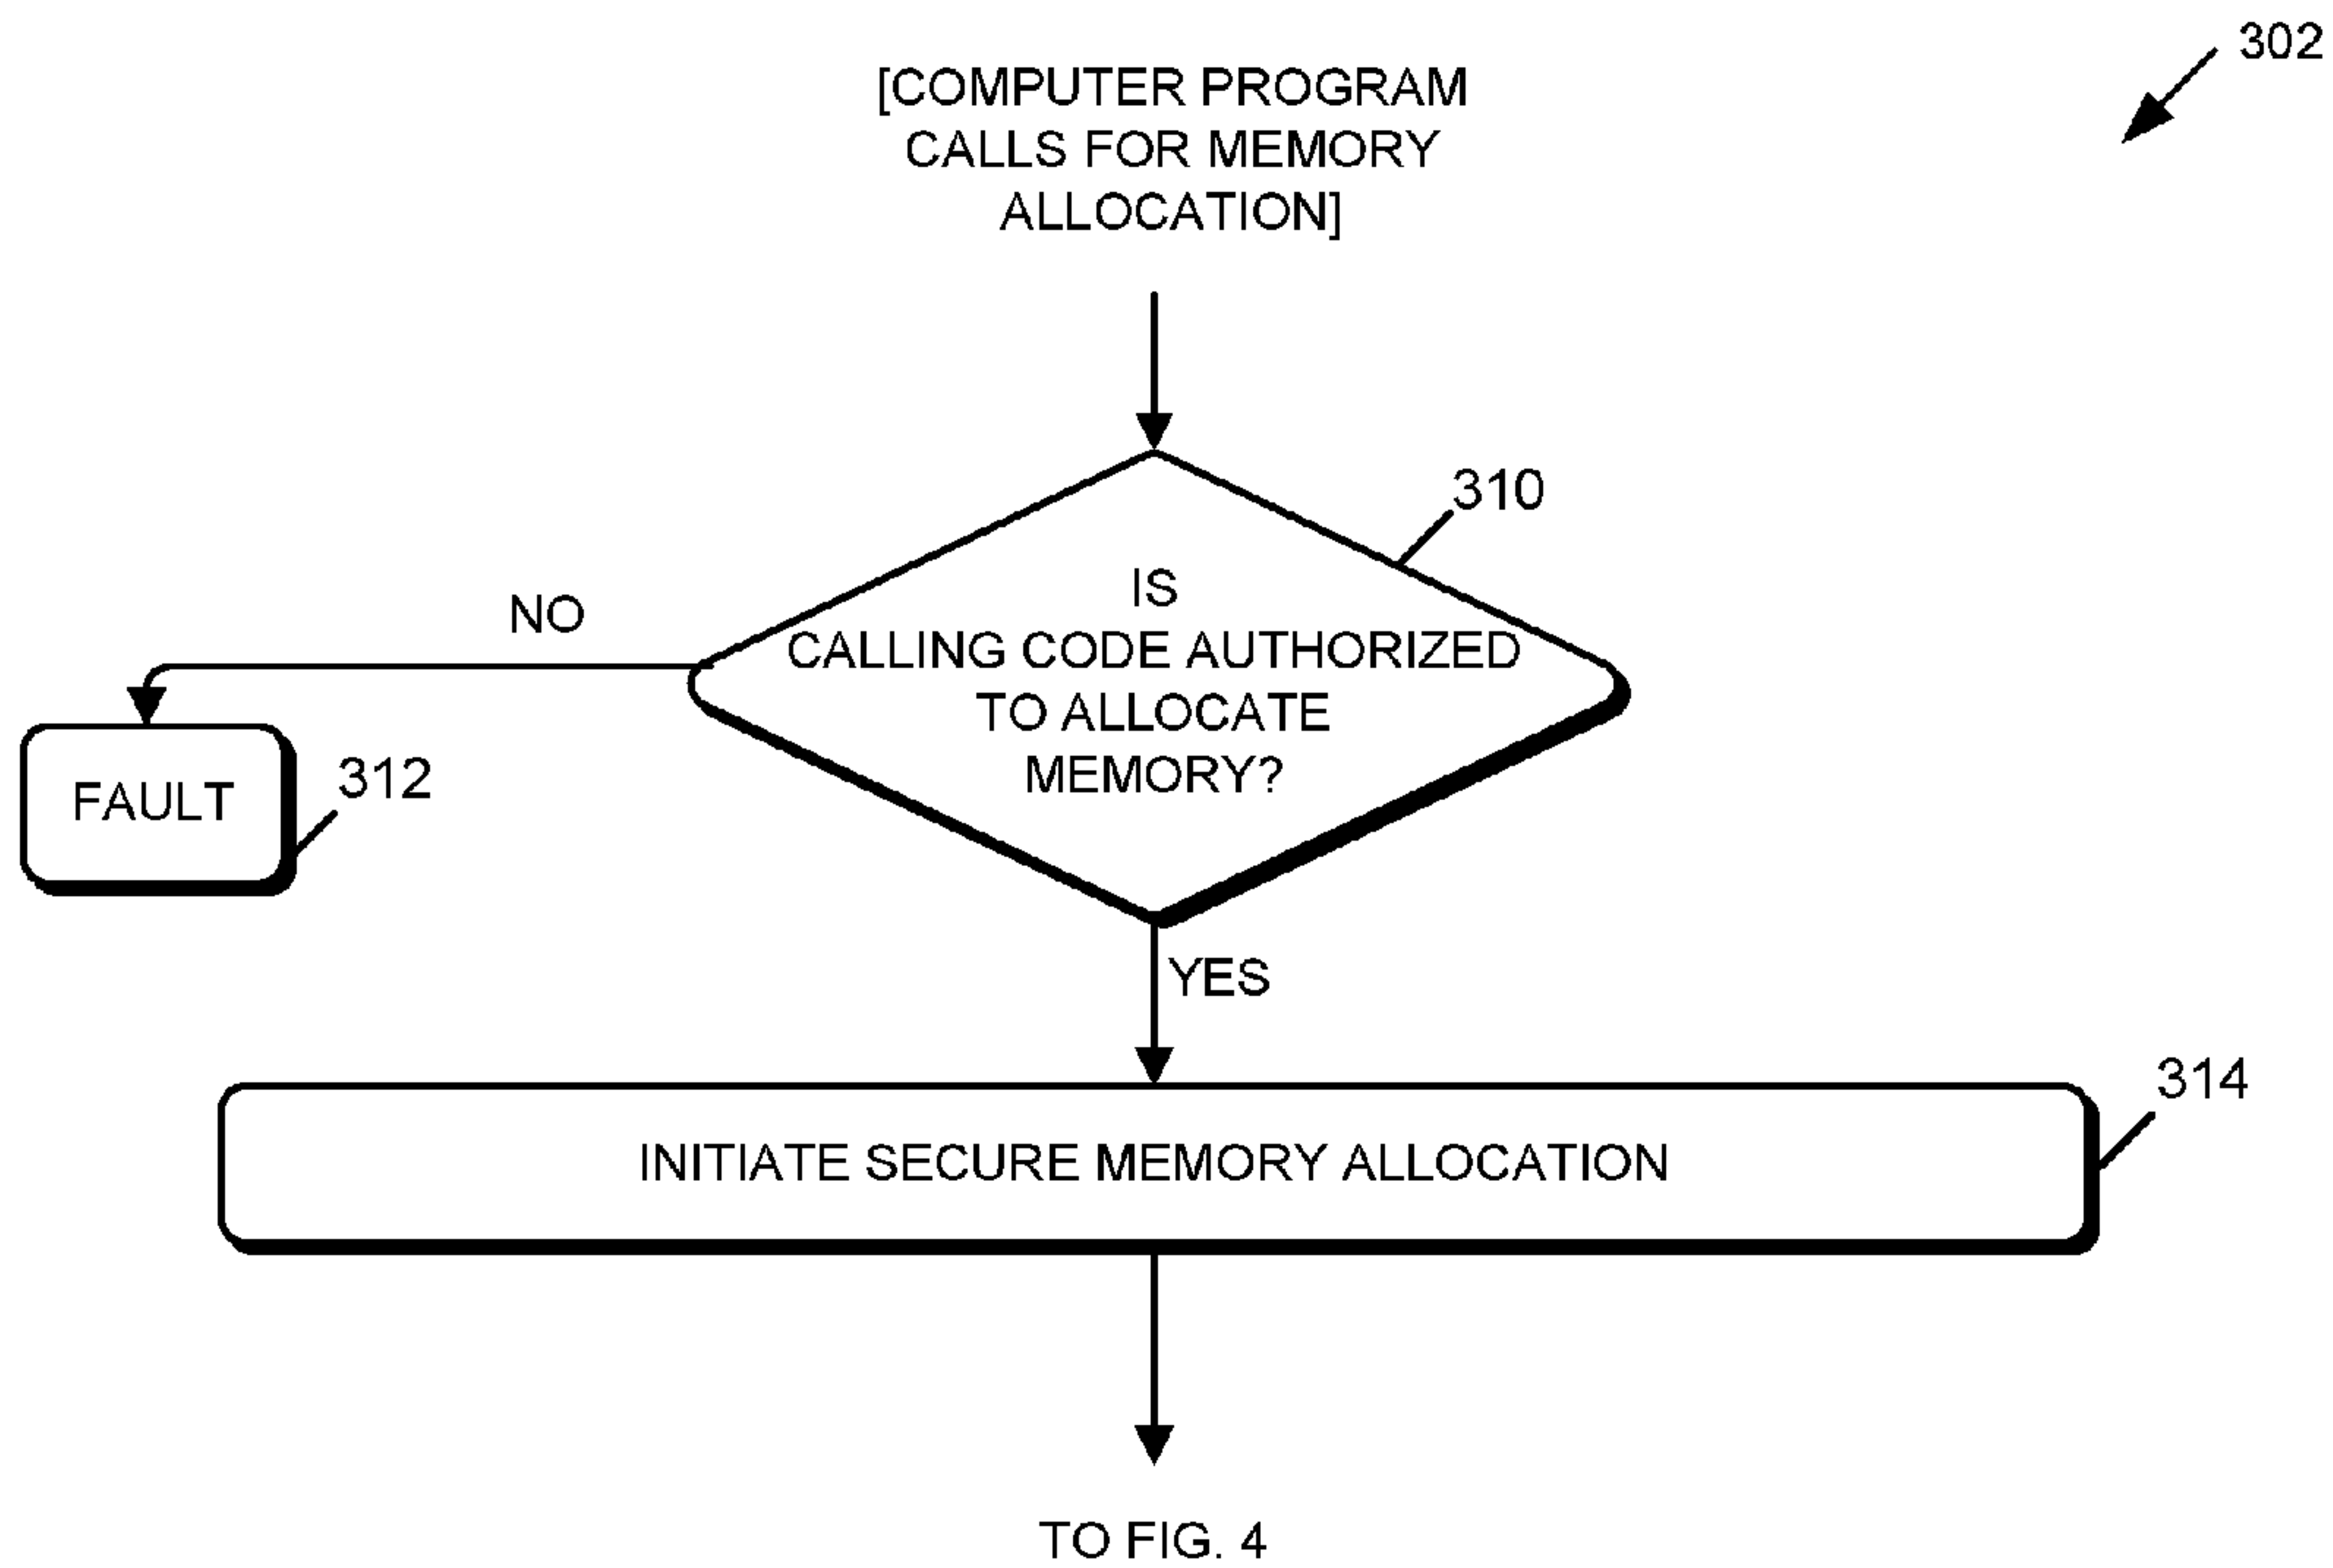 302
[COMPUTER PROGRAM
CALLS FOR MEMORY
ALLOCATION]
310
IS
CALLING CODE AUTHORIZED
TO ALLOCATE
MEMORY?
NO
FAULT
312
YES
314
INITIATE SECURE MEMORY ALLOCATION
TO FIG. 4